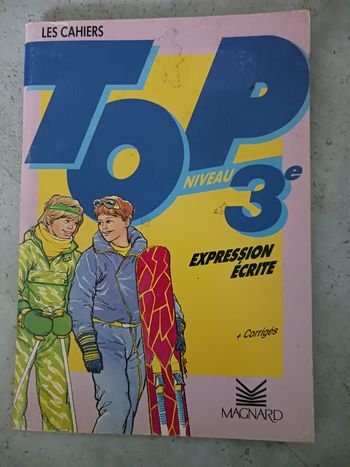 LES CAHIERS
TOP
NIVEAU
3e
EXPRESSION
ÉCRITE
+ Corrigés
MAGNARD